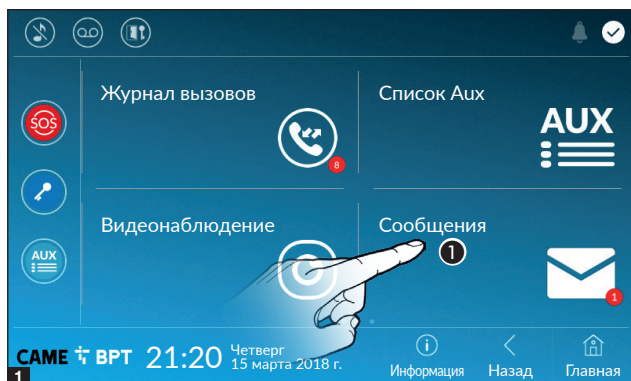 Журнал вызовов
Список Aux
SOS
AUX
8
Видеонаблюдение
Сообщения
1
AUX
1
CAME BPT 21:20 Четверг
15 марта 2018 г.
i
Информация
Назад
Главная
1